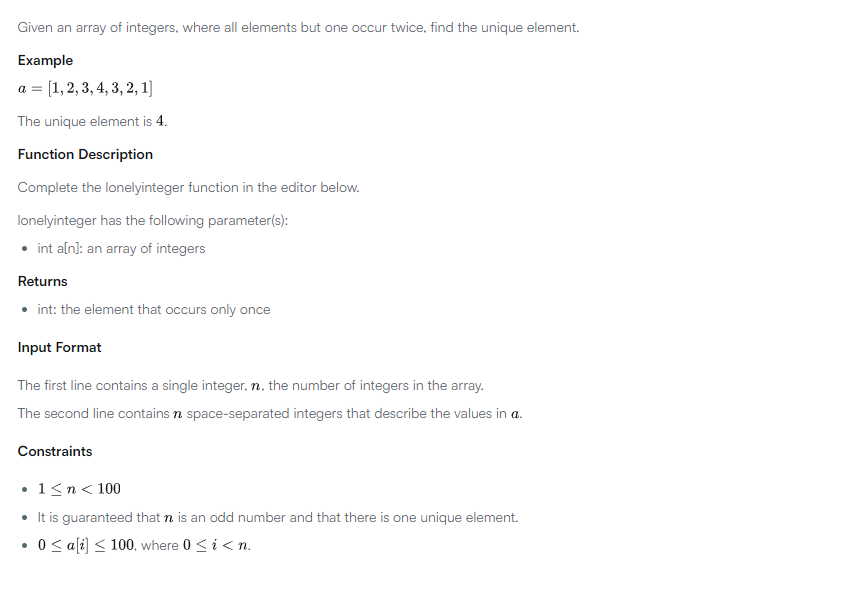 Given an array of integers, where all elements but one occur twice, find the unique element.
Example
a = [1, 2, 3, 4, 3, 2, 1]
The unique element is 4.
Function Description
Complete the lonelyinteger function in the editor below.
lonelyinteger has the following parameter(s):
• int a[n]: an array of integers
Returns
• int: the element that occurs only once
Input Format
The first line contains a single integer, n, the number of integers in the array.
The second line contains n space-separated integers that describe the values in a.
Constraints
• 1 ≤ n < 100
• It is guaranteed that n is an odd number and that there is one unique element.
• 0 ≤ a[i] ≤ 100, where 0 ≤ i < n.